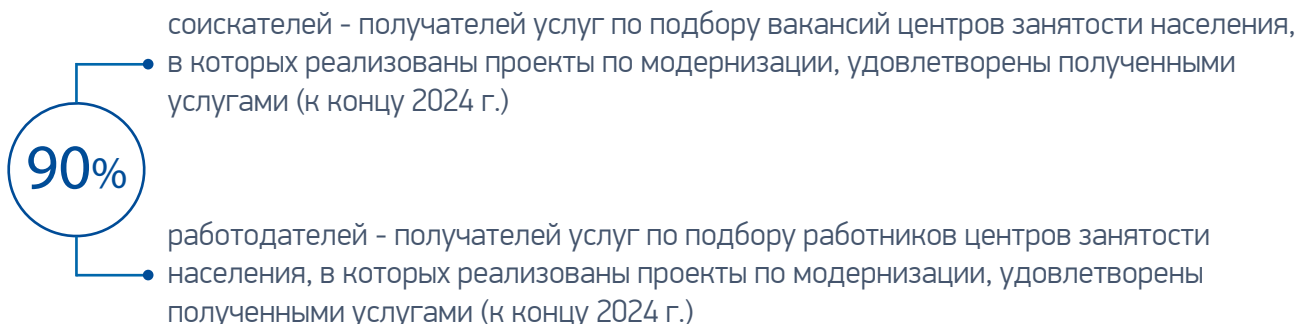 соискателей - получателей услуг по подбору вакансий центров занятости населения,
в которых реализованы проекты по модернизации, удовлетворены полученными
услугами (к концу 2024 г.)
90%
работодателей - получателей услуг по подбору работников центров занятости
населения, в которых реализованы проекты по модернизации, удовлетворены
полученными услугами (к концу 2024 г.)